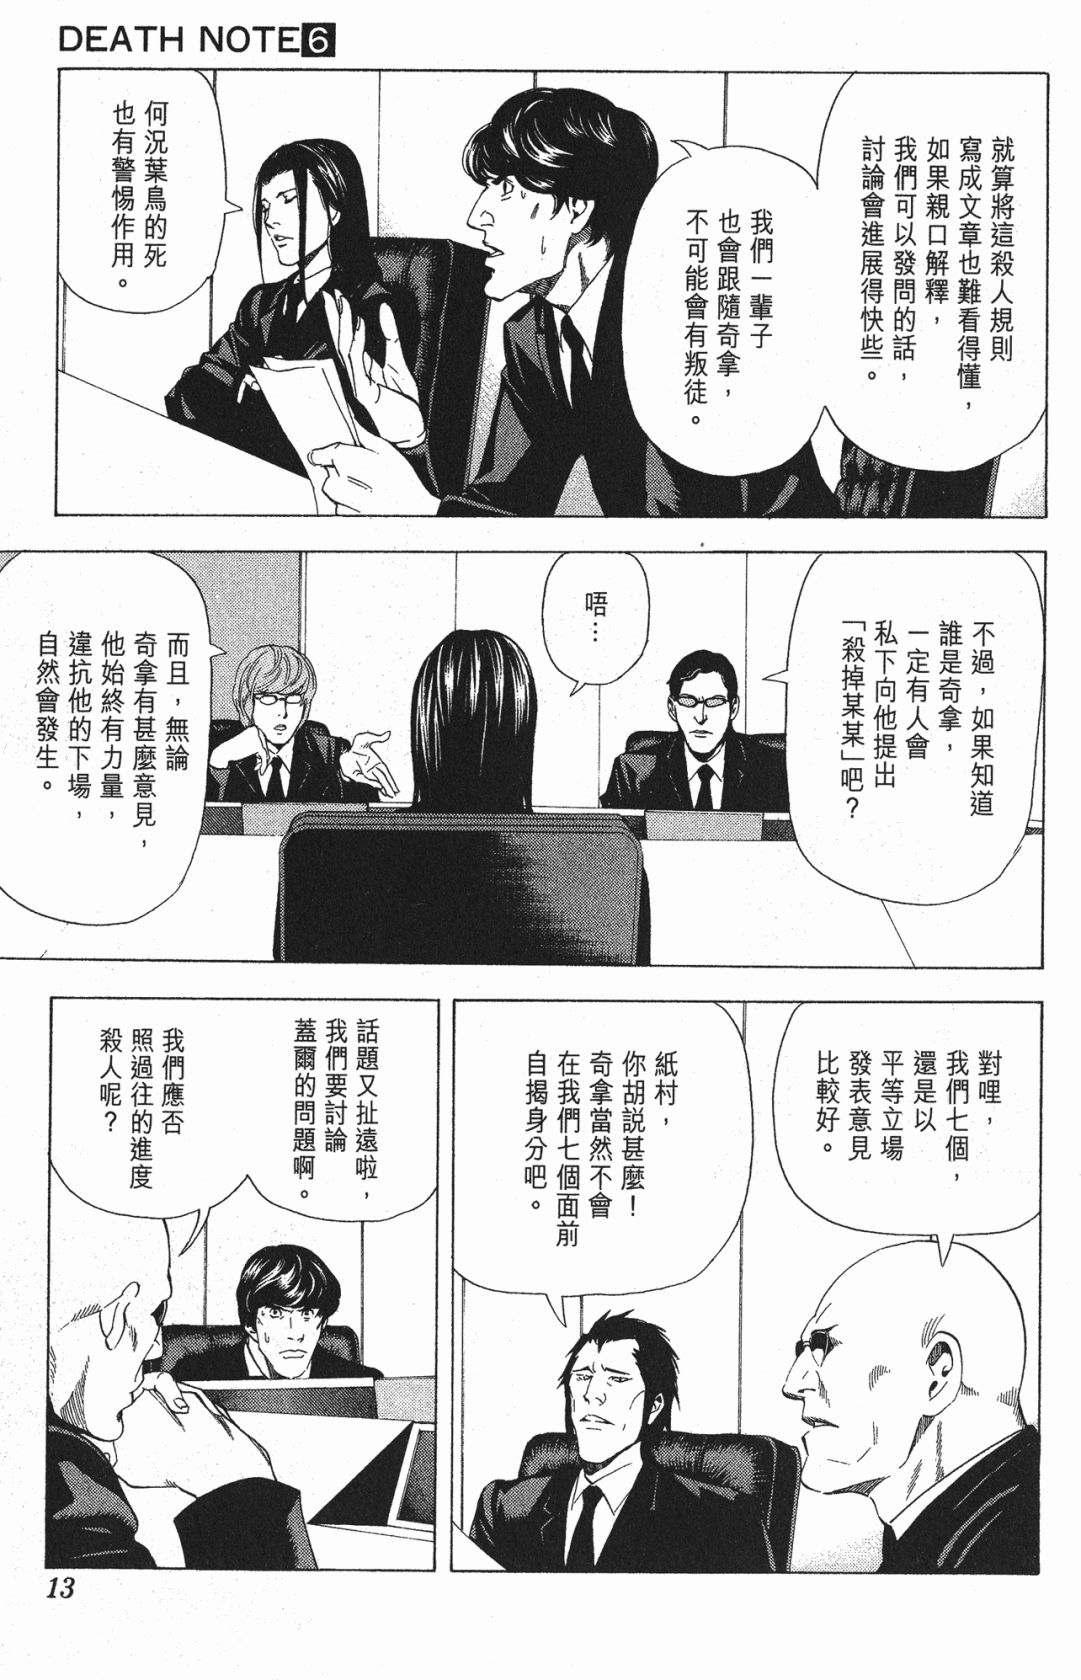 DEATH NOTE6
就算將這殺人規則
寫成文章也難看得懂，
如果親口解釋，
我們可以發問的話，
討論會進展得快些。
我們一輩子
也會跟隨奇拿，
不可能會有叛徒。
何況葉鳥的死
也有警惕作用。
不過，如果知道
誰是奇拿，
一定有人會
私下向他提出
「殺掉某某」吧？
唔…
而且，無論
奇拿有甚麼意見，
他始終有力量，
違抗他的下場，
自然會發生。
對哩，
我們七個，
還是以
平等立場
發表意見
比較好。
紙村，
你胡說甚麼！
奇拿當然不會
在我們七個面前
自揭身分吧。
話題又扯遠啦，
我們要討論
蓋爾的問題啊。
我們應否
照過往的進度
殺人呢？
13